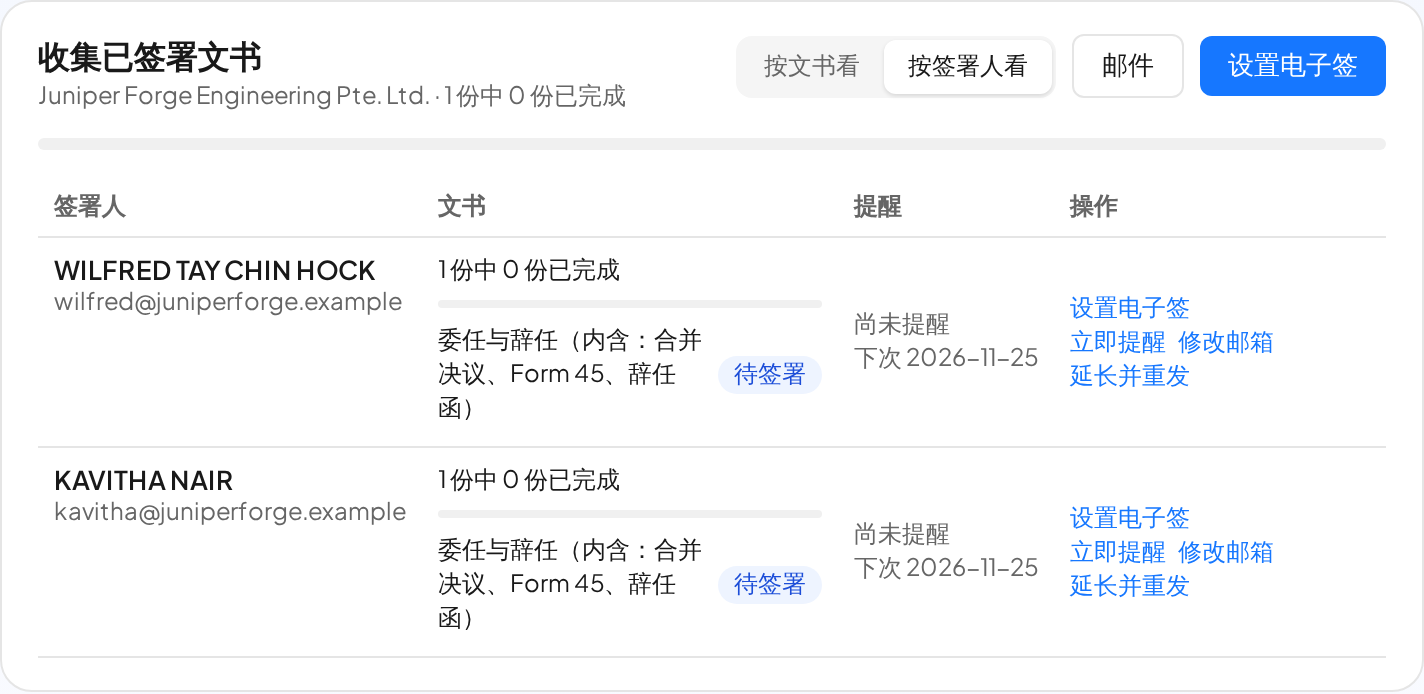 收集已签署文书
Juniper Forge Engineering Pte. Ltd. · 1 份中 0 份已完成
按文书看
按签署人看
邮件
设置电子签
签署人
文书
提醒
操作
WILFRED TAY CHIN HOCK
wilfred@juniperforge.example
1 份中 0 份已完成
委任与辞任（内含：合并
决议、Form 45、辞任
函）
待签署
尚未提醒
下次 2026-11-25
设置电子签
立即提醒 修改邮箱
延长并重发
KAVITHA NAIR
kavitha@juniperforge.example
1 份中 0 份已完成
委任与辞任（内含：合并
决议、Form 45、辞任
函）
待签署
尚未提醒
下次 2026-11-25
设置电子签
立即提醒 修改邮箱
延长并重发